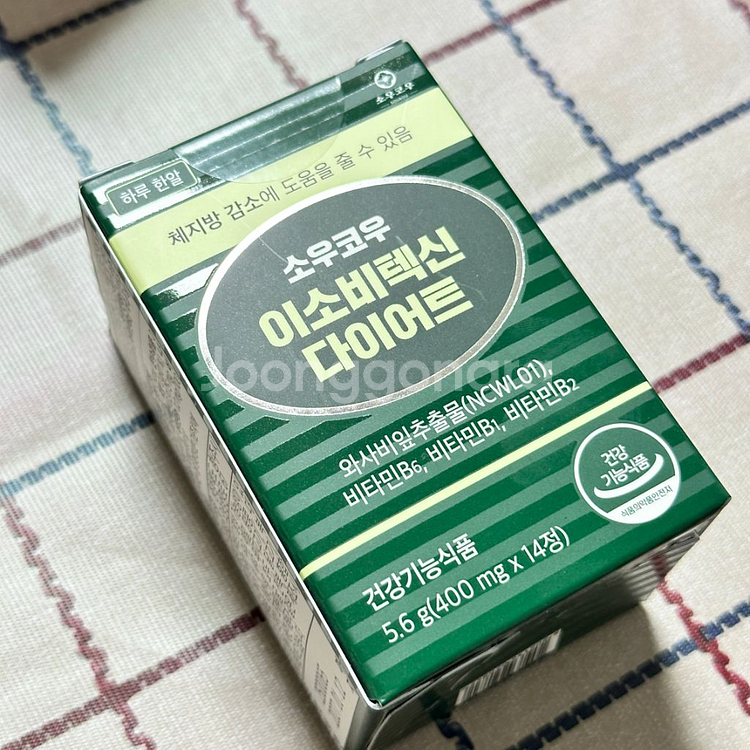 소우코우
하루 한알
체지방 감소에 도움을 줄 수 있음
소우코우
이소비텍신
다이어트
joonggonara
와사비잎추출물(NCWL01),
비타민B6, 비타민B1, 비타민B2
건강
기능식품
식품의약품안전처
건강기능식품
5.6 g(400 mg x 14정)